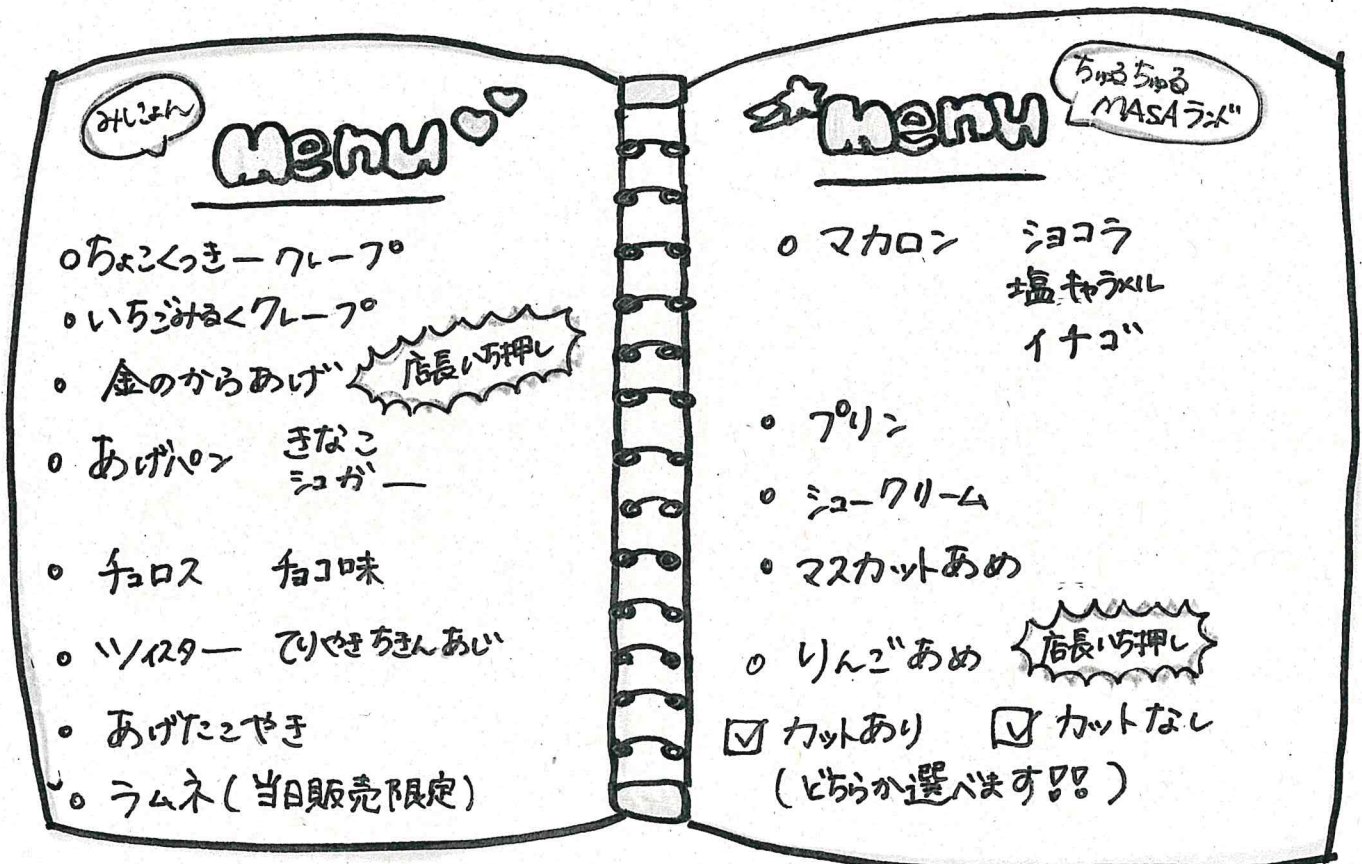 みじょん
Menu
○ちょこくっきークレープ
○いちごみるくクレープ
○金のからあげ 店長いち押し
○あげパン きなこ
シュガー
○チュロス チョコ味
○ツイスター てりやきちきんあじ
○あげたこやき
○ラムネ(当日販売限定)
ちゅるちゅる
MASAランド
Menu
○マカロン ショコラ
塩キャラメル
イチゴ
○プリン
○シュークリーム
○マスカットあめ
○りんごあめ 店長いち押し
☑カットあり ☑カットなし
(どちらか選べます!!)